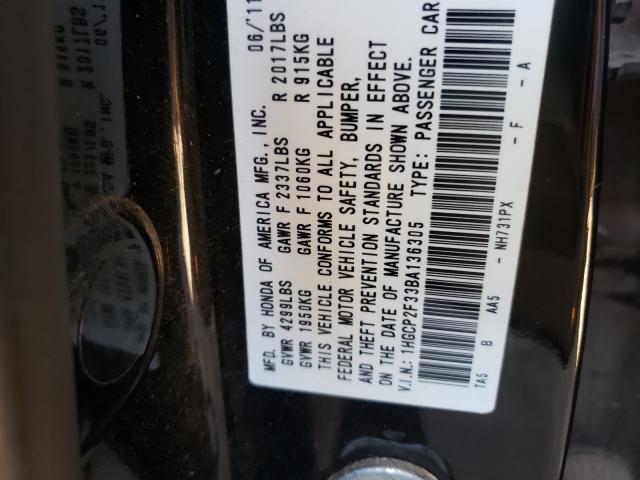 MFD. BY HONDA OF AMERICA MFG., INC. 06/'11
GVWR 4299LBS GAWR F 2337LBS R 2017LBS
GVWR 1950KG GAWR F 1060KG R 915KG
THIS VEHICLE CONFORMS TO ALL APPLICABLE
FEDERAL MOTOR VEHICLE SAFETY, BUMPER,
AND THEFT PREVENTION STANDARDS IN EFFECT
ON THE DATE OF MANUFACTURE SHOWN ABOVE.
V.I.N.: 1HGCP2F33BA136305 TYPE: PASSENGER CAR
TA5 B AA5 - NH731PX - F - A